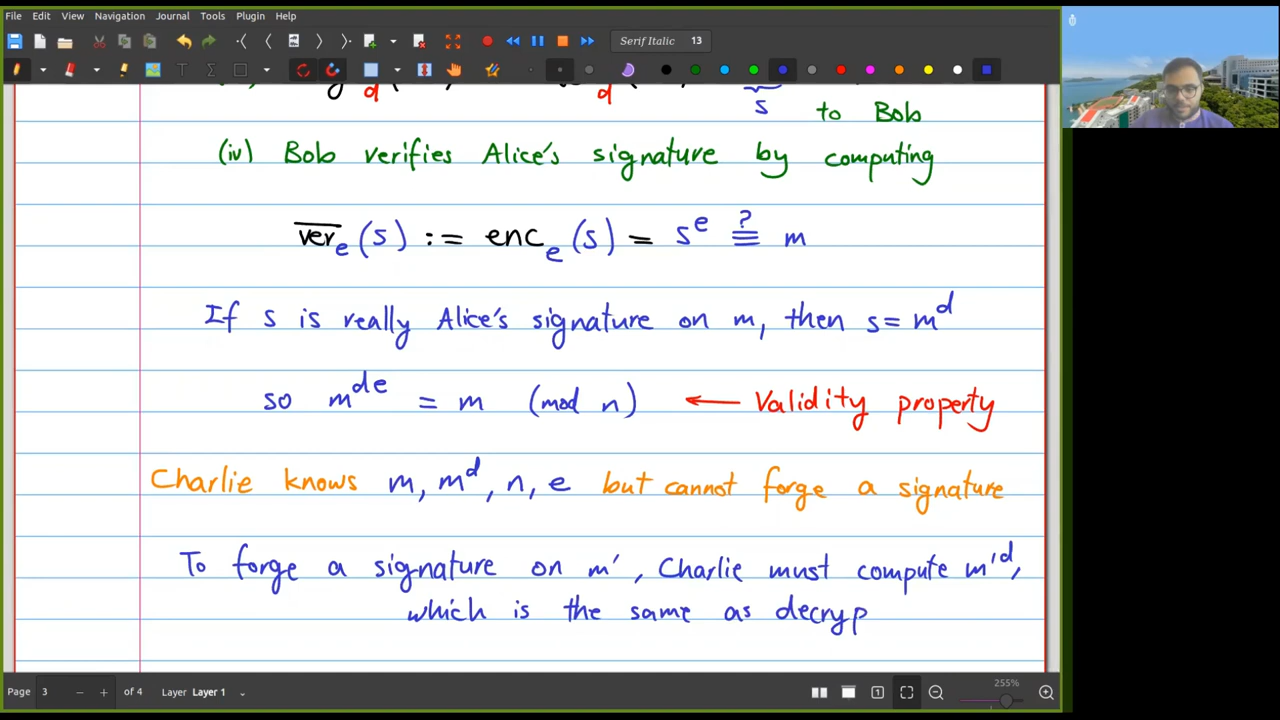 File Edit View Navigation Journal Tools Plugin Help
Serif Italic 13
d d s to Bob
(iv) Bob verifies Alice's signature by computing
ver_e(s) := enc_e(s) = s^e ≡? m
If s is really Alice's signature on m, then s = m^d
so m^de = m (mod n) ← Validity property
Charlie knows m, m^d, n, e but cannot forge a signature
To forge a signature on m', Charlie must compute m'^d,
which is the same as decryp
Page 3 of 4 Layer Layer 1 255%